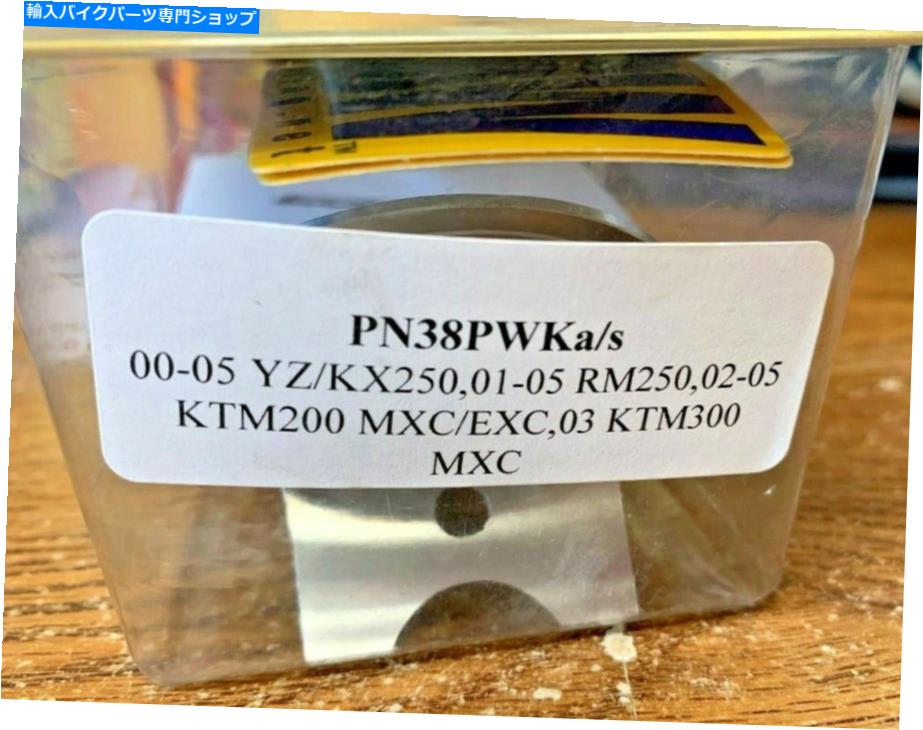 輸入バイクパーツ専門ショップ
PN38PWKa/s
00-05 YZ/KX250,01-05 RM250,02-05
KTM200 MXC/EXC,03 KTM300
MXC